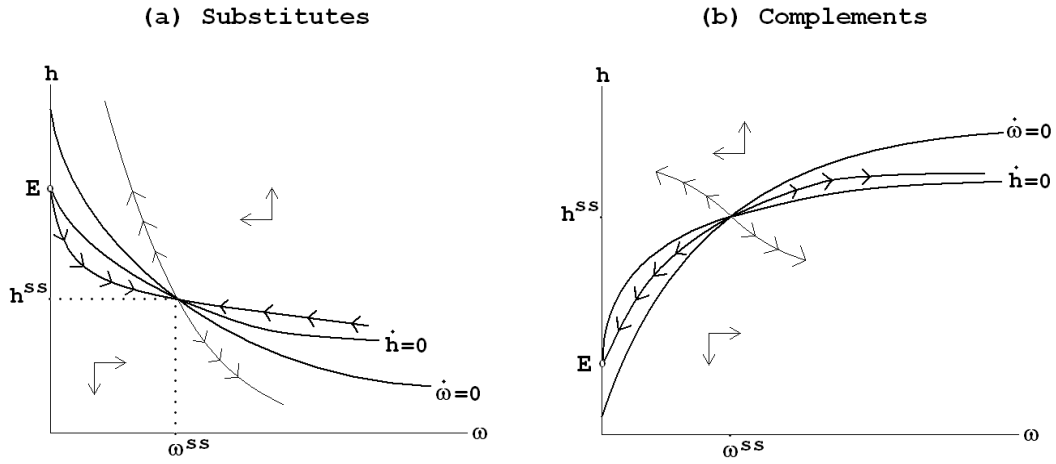 (a) Substitutes
h
E
h^ss
ḣ=0
ω̇=0
ω^ss
ω
(b) Complements
h
ω̇=0
ḣ=0
h^ss
E
ω^ss
ω